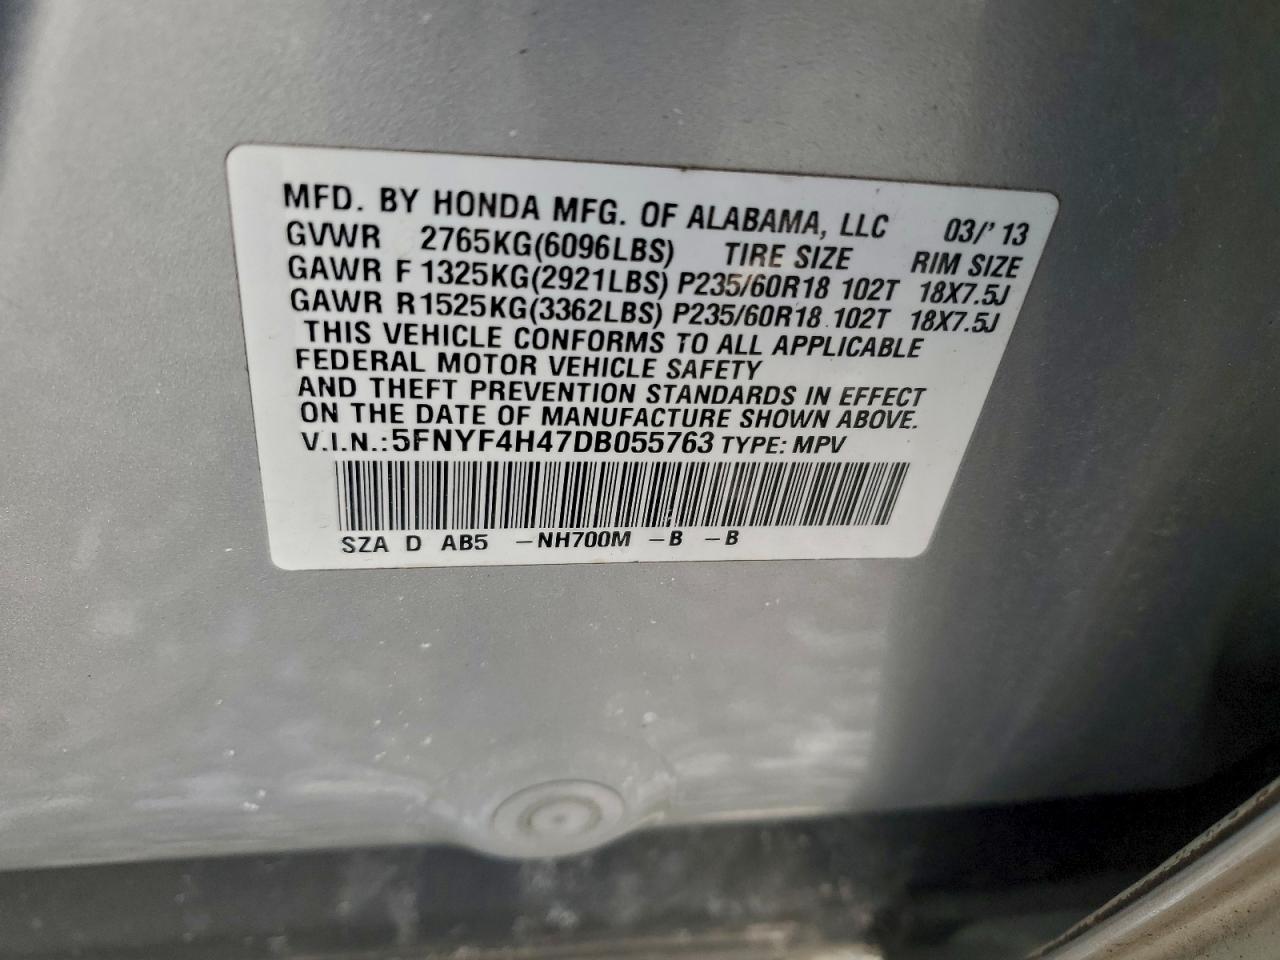 MFD. BY HONDA MFG. OF ALABAMA, LLC 03/' 13
GVWR 2765KG(6096LBS) TIRE SIZE RIM SIZE
GAWR F 1325KG(2921LBS) P235/60R18 102T 18X7.5J
GAWR R 1525KG(3362LBS) P235/60R18 102T 18X7.5J
THIS VEHICLE CONFORMS TO ALL APPLICABLE
FEDERAL MOTOR VEHICLE SAFETY
AND THEFT PREVENTION STANDARDS IN EFFECT
ON THE DATE OF MANUFACTURE SHOWN ABOVE.
V.I.N.: 5FNYF4H47DB055763 TYPE: MPV
SZA D AB5 -NH700M -B -B